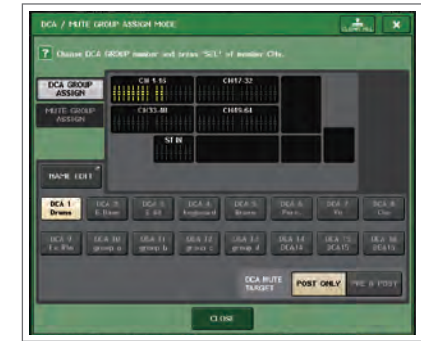 DCA / MUTE GROUP ASSIGN MODE
CLEAR ALL
? Choose DCA GROUP number and press 'SEL' of member CHs.
DCA GROUP ASSIGN
CH 1-16
CH17-32
MUTE GROUP ASSIGN
CH33-48
CH49-64
ST IN
NAME EDIT
DCA 1 DCA 2 DCA 3 DCA 4 DCA 5 DCA 6 DCA 7 DCA 8
Drums E.Bass E.Gt Keyboard Brass Perc. Vo Cho
DCA 9 DCA 10 DCA 11 DCA 12 DCA 13 DCA 14 DCA 15 DCA 16
group a group b group c group d DCA14 DCA15 DCA16
DCA MUTE TARGET
POST ONLY
PRE & POST
CLOSE